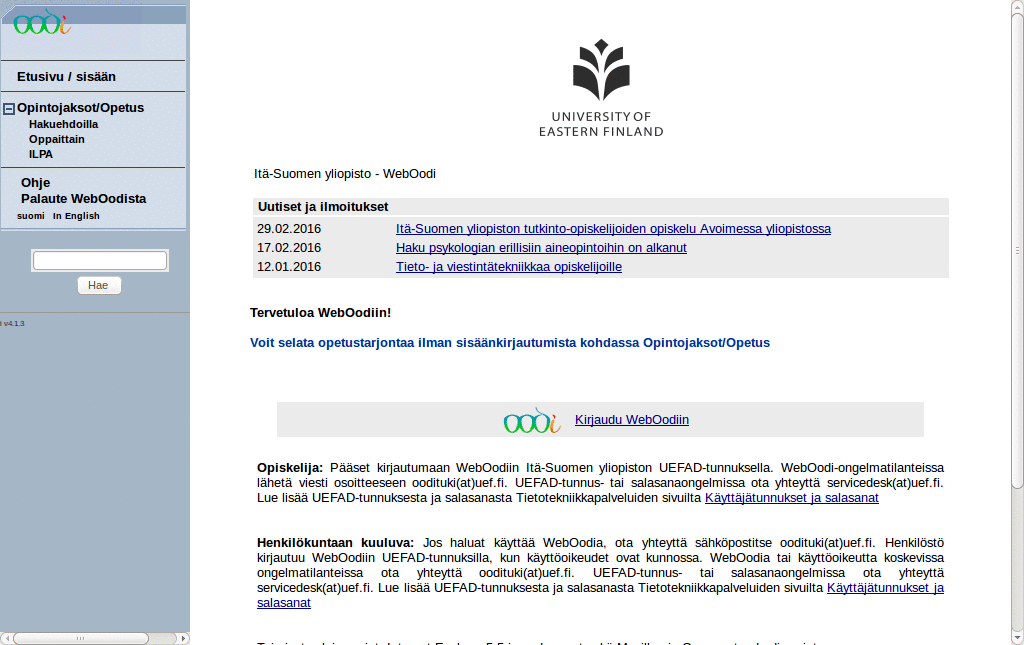 oodi
Etusivu / sisään
Opintojaksot/Opetus
Hakuehdoilla
Oppaittain
ILPA
Ohje
Palaute WebOodista
suomi In English
Hae
v4.1.3
UNIVERSITY OF
EASTERN FINLAND
Itä-Suomen yliopisto - WebOodi
Uutiset ja ilmoitukset
29.02.2016 Itä-Suomen yliopiston tutkinto-opiskelijoiden opiskelu Avoimessa yliopistossa
17.02.2016 Haku psykologian erillisiin aineopintoihin on alkanut
12.01.2016 Tieto- ja viestintätekniikkaa opiskelijoille
Tervetuloa WebOodiin!
Voit selata opetustarjontaa ilman sisäänkirjautumista kohdassa Opintojaksot/Opetus
oodi Kirjaudu WebOodiin
Opiskelija: Pääset kirjautumaan WebOodiin Itä-Suomen yliopiston UEFAD-tunnuksella. WebOodi-ongelmatilanteissa
lähetä viesti osoitteeseen oodituki(at)uef.fi. UEFAD-tunnus- tai salasanaongelmissa ota yhteyttä servicedesk(at)uef.fi.
Lue lisää UEFAD-tunnuksesta ja salasanasta Tietotekniikkapalveluiden sivuilta Käyttäjätunnukset ja salasanat
Henkilökuntaan kuuluva: Jos haluat käyttää WebOodia, ota yhteyttä sähköpostitse oodituki(at)uef.fi. Henkilöstö
kirjautuu WebOodiin UEFAD-tunnuksilla, kun käyttöoikeudet ovat kunnossa. WebOodia tai käyttöoikeutta koskevissa
ongelmatilanteissa ota yhteyttä oodituki(at)uef.fi. UEFAD-tunnus- tai salasanaongelmissa ota yhteyttä
servicedesk(at)uef.fi. Lue lisää UEFAD-tunnuksesta ja salasanasta Tietotekniikkapalveluiden sivuilta Käyttäjätunnukset ja
salasanat